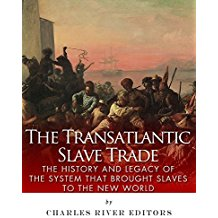 THE TRANSATLANTIC
SLAVE TRADE
THE HISTORY AND LEGACY OF
THE SYSTEM THAT BROUGHT SLAVES
TO THE NEW WORLD
by
CHARLES RIVER EDITORS